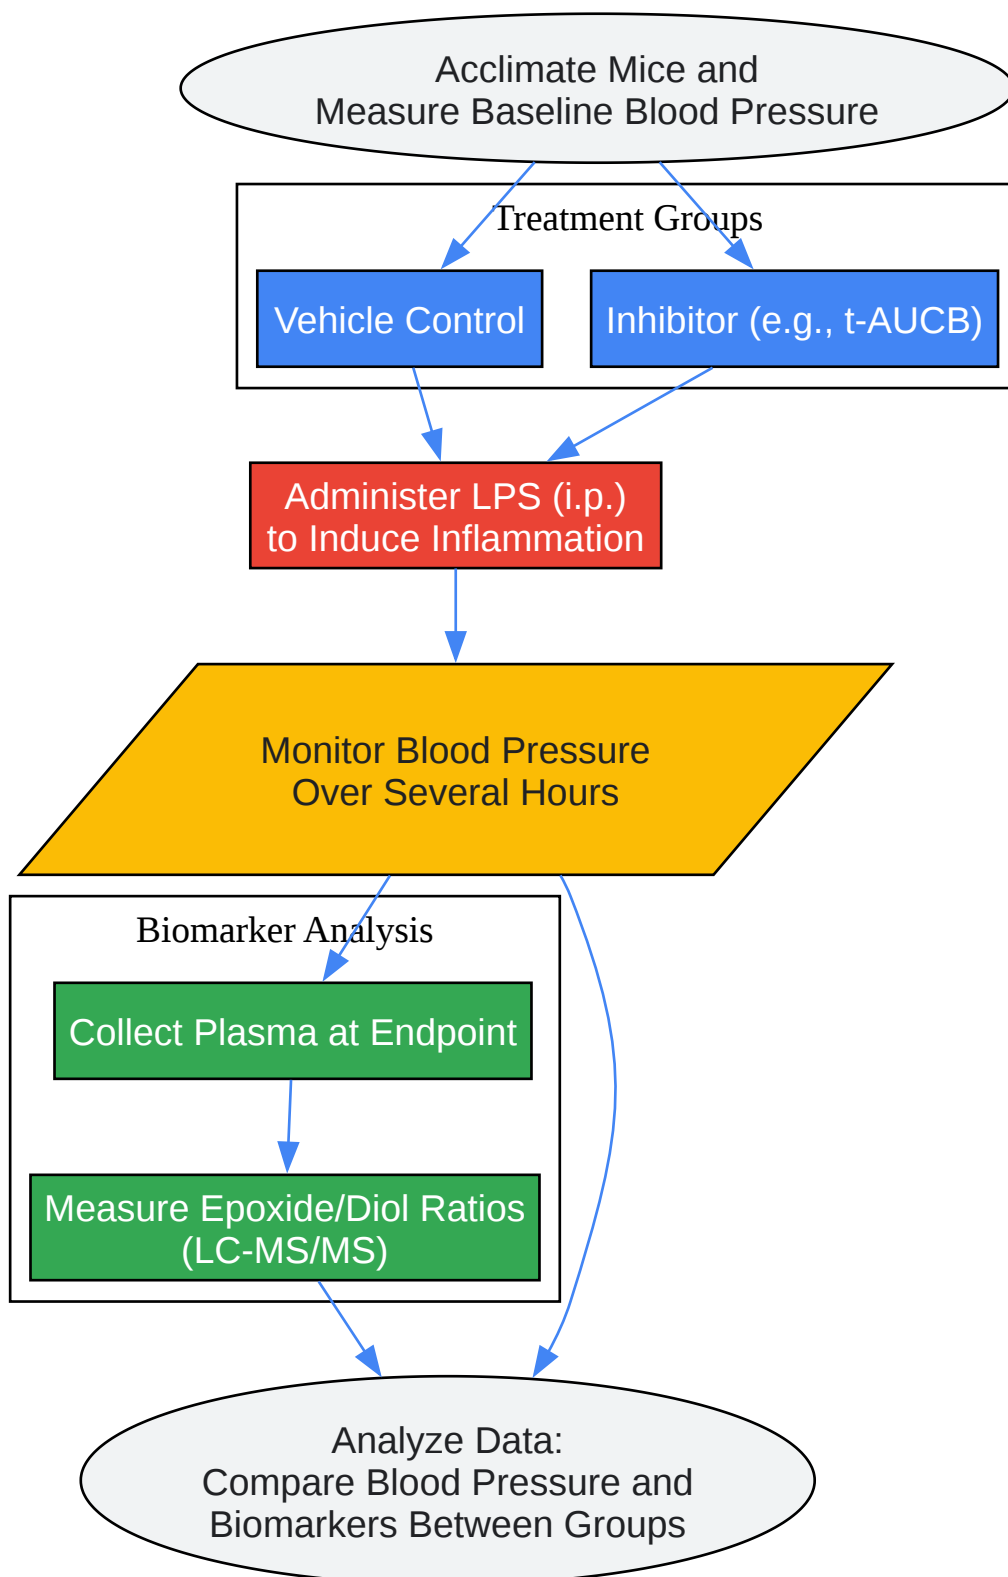 Acclimate Mice and
Measure Baseline Blood Pressure
Treatment Groups
Vehicle Control
Inhibitor (e.g., t-AUCB)
Administer LPS (i.p.)
to Induce Inflammation
Monitor Blood Pressure
Over Several Hours
Biomarker Analysis
Collect Plasma at Endpoint
Measure Epoxide/Diol Ratios
(LC-MS/MS)
Analyze Data:
Compare Blood Pressure and
Biomarkers Between Groups